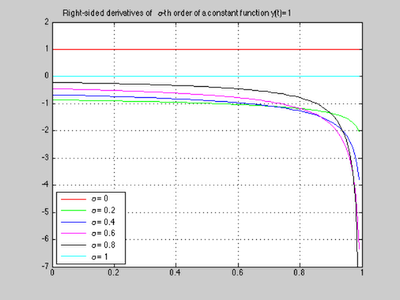 Right-sided derivatives of σ-th order of a constant function y(t)=1
2
1
0
-1
-2
-3
-4
-5
-6
-7
σ= 0
σ= 0.2
σ= 0.4
σ= 0.6
σ= 0.8
σ= 1
0 0.2 0.4 0.6 0.8 1